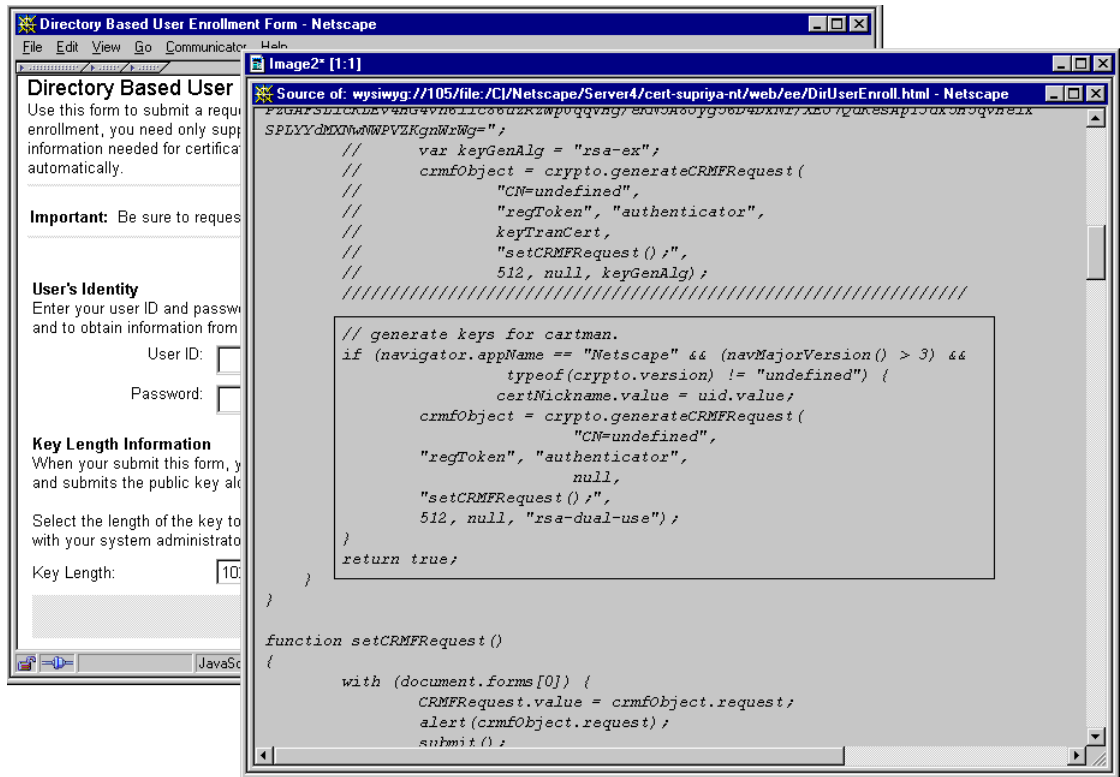 Directory Based User Enrollment Form - Netscape
File Edit View Go Communicator Help
Directory Based User
Use this form to submit a reque
enrollment, you need only supp
information needed for certifica
automatically.
Important: Be sure to reques
User's Identity
Enter your user ID and passwo
and to obtain information from
User ID:
Password:
Key Length Information
When your submit this form, y
and submits the public key alo
Select the length of the key to
with your system administrato
Key Length:
JavaSc
Image2* [1:1]
Source of: wysiwyg://105/file:/C|/Netscape/Server4/cert-supriya-nt/web/ee/DirUserEnroll.html - Netscape
SPLYYdMXNwNWPVZKgnWrWg=";
// var keyGenAlg = "rsa-ex";
// crmfObject = crypto.generateCRMFRequest(
// "CN=undefined",
// "regToken", "authenticator",
// keyTranCert,
// "setCRMFRequest();",
// 512, null, keyGenAlg);
/////////////////////////////////////////////////////////////////
// generate keys for cartman.
if (navigator.appName == "Netscape" && (navMajorVersion() > 3) &&
typeof(crypto.version) != "undefined") {
certNickname.value = uid.value;
crmfObject = crypto.generateCRMFRequest(
"CN=undefined",
"regToken", "authenticator",
null,
"setCRMFRequest();",
512, null, "rsa-dual-use");
}
return true;
}
}
function setCRMFRequest()
{
with (document.forms[0]) {
CRMFRequest.value = crmfObject.request;
alert(crmfObject.request);
submit();